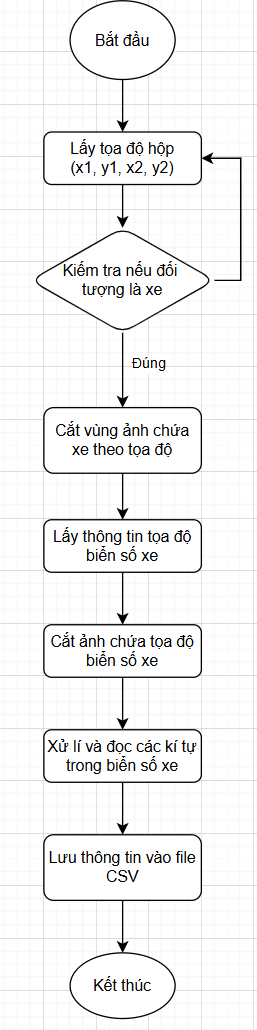 Bắt đầu
Lấy tọa độ hộp
(x1, y1, x2, y2)
Kiểm tra nếu đối
tượng là xe
Đúng
Cắt vùng ảnh chứa
xe theo tọa độ
Lấy thông tin tọa độ
biển số xe
Cắt ảnh chứa tọa độ
biển số xe
Xử lí và đọc các kí tự
trong biển số xe
Lưu thông tin vào file
CSV
Kết thúc